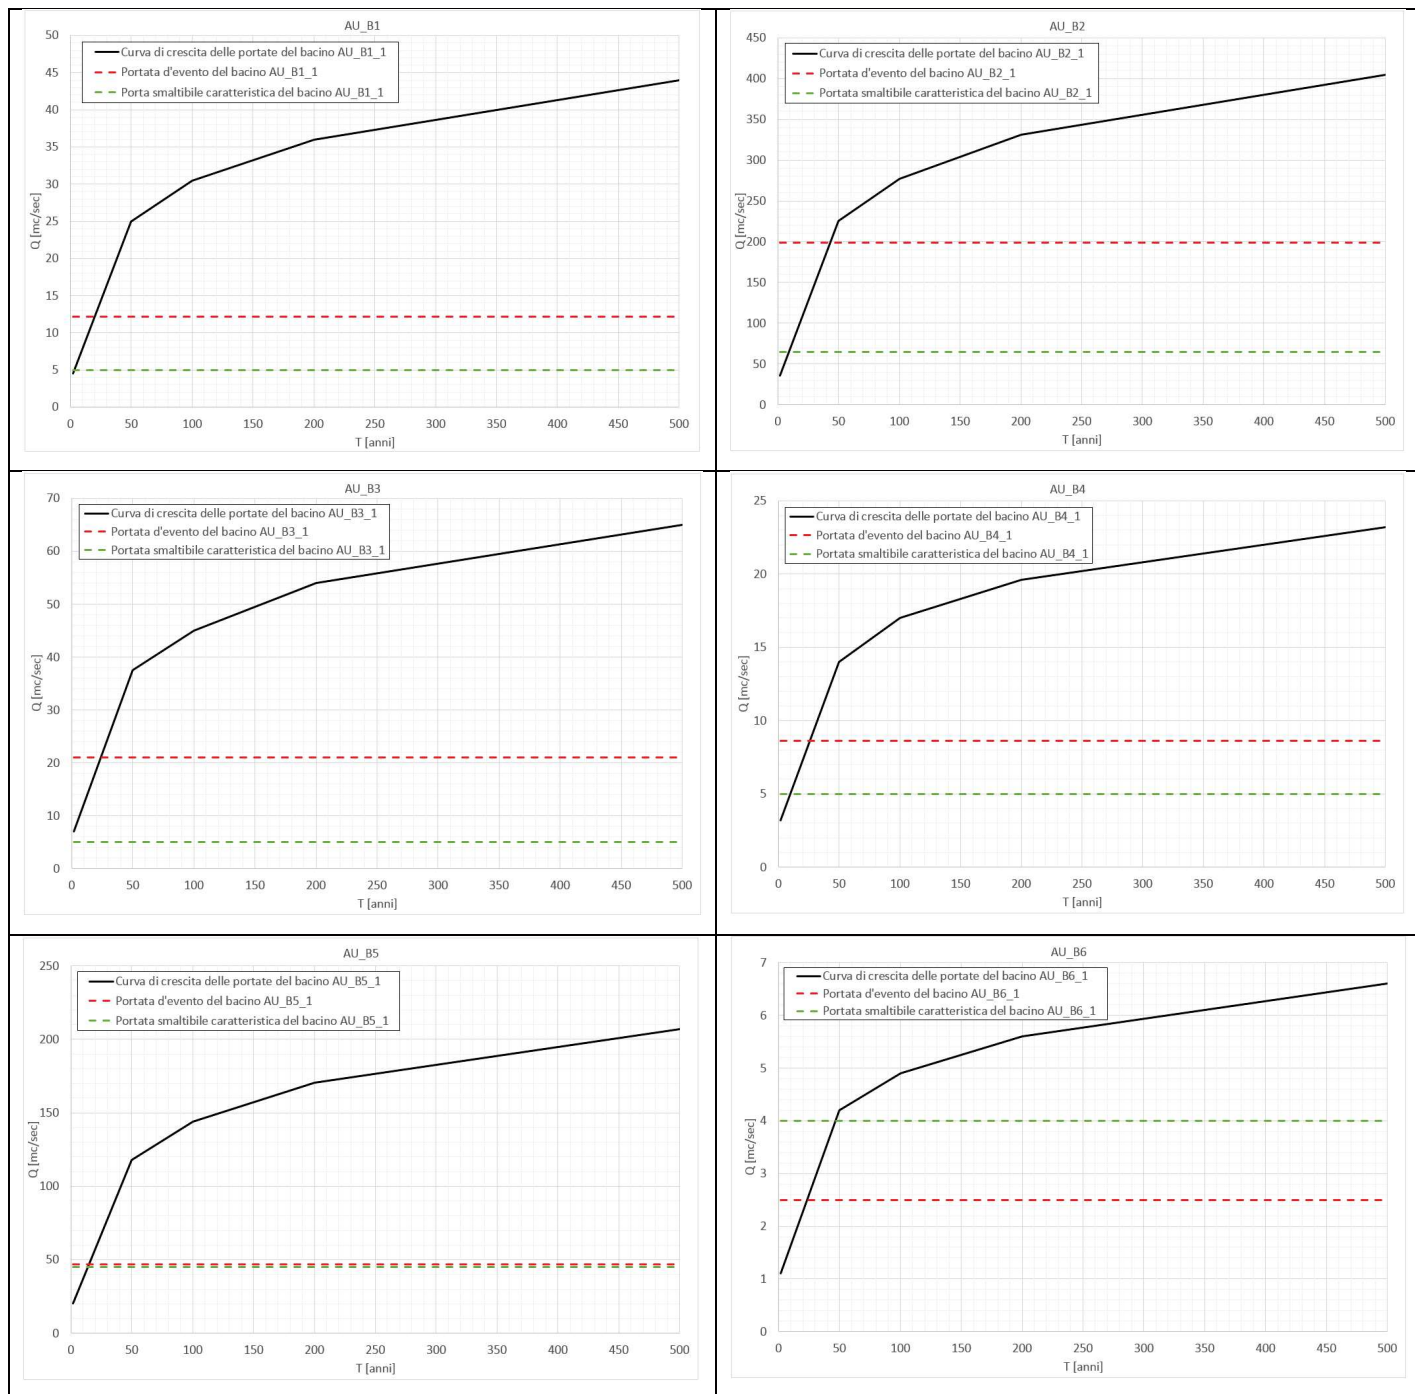 AU_B1
50
45
40
35
30
25
20
15
10
5
0
Q [mc/sec]
Curva di crescita delle portate del bacino AU_B1_1
Portata d'evento del bacino AU_B1_1
Porta smaltibile caratteristica del bacino AU_B1_1
0 50 100 150 200 250 300 350 400 450 500
T [anni]
AU_B2
450
400
350
300
250
200
150
100
50
0
Q [mc/sec]
Curva di crescita delle portate del bacino AU_B2_1
Portata d'evento del bacino AU_B2_1
Portata smaltibile caratteristica del bacino AU_B2_1
0 50 100 150 200 250 300 350 400 450 500
T [anni]
AU_B3
70
60
50
40
30
20
10
0
Q [mc/sec]
Curva di crescita delle portate del bacino AU_B3_1
Portata d'evento del bacino AU_B3_1
Portata smaltibile caratteristica del bacino AU_B3_1
0 50 100 150 200 250 300 350 400 450 500
T [anni]
AU_B4
25
20
15
10
5
0
Q [mc/sec]
Curva di crescita delle portate del bacino AU_B4_1
Portata d'evento del bacino AU_B4_1
Portata smaltibile caratteristica del bacino AU_B4_1
0 50 100 150 200 250 300 350 400 450 500
T [anni]
AU_B5
250
200
150
100
50
0
Q [mc/sec]
Curva di crescita delle portate del bacino AU_B5_1
Portata d'evento del bacino AU_B5_1
Portata smaltibile caratteristica del bacino AU_B5_1
0 50 100 150 200 250 300 350 400 450 500
T [anni]
AU_B6
7
6
5
4
3
2
1
0
Q [mc/sec]
Curva di crescita delle portate del bacino AU_B6_1
Portata d'evento del bacino AU_B6_1
Portata smaltibile caratteristica del bacino AU_B6_1
0 50 100 150 200 250 300 350 400 450 500
T [anni]